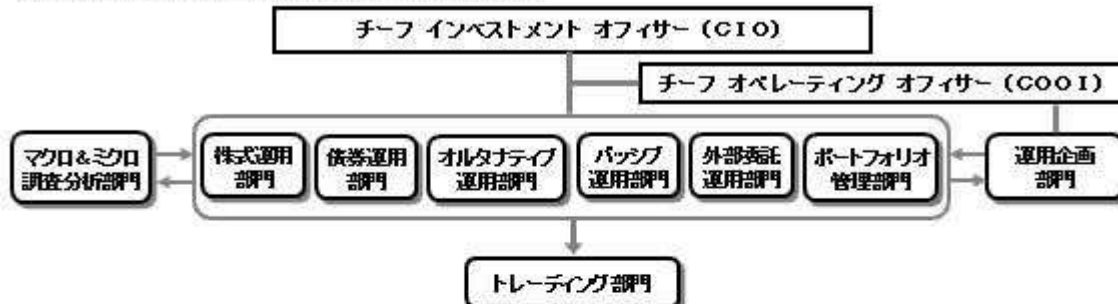 チーフ インベストメント オフィサー (CIO)
チーフ オペレーティング オフィサー (COOI)
マクロ&ミクロ
調査分析部門
株式運用
部門
債券運用
部門
オルタナティブ
運用部門
パッシブ
運用部門
外部委託
運用部門
ポートフォリオ
管理部門
運用企画
部門
トレーディング部門